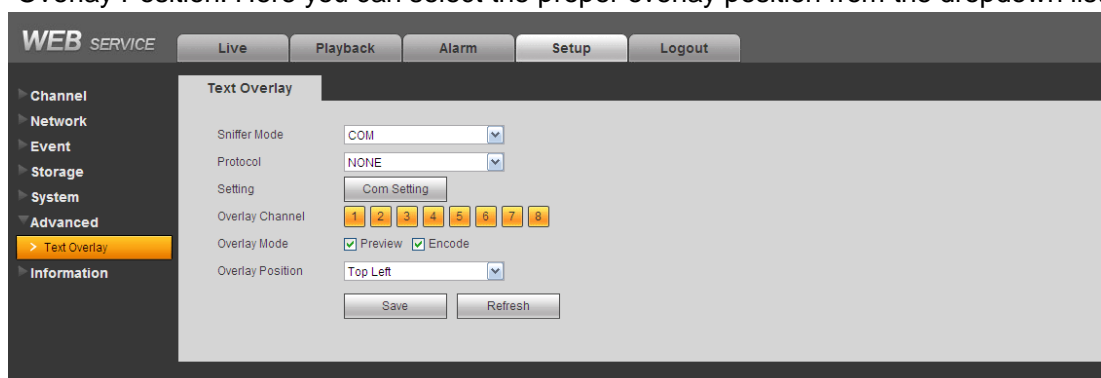 Overlay Position: Here you can select the proper overlay position from the dropdown lis
WEB SERVICE
Live Playback Alarm Setup Logout
Channel
Network
Event
Storage
System
Advanced
> Text Overlay
Information
Text Overlay
Sniffer Mode COM
Protocol NONE
Setting Com Setting
Overlay Channel 1 2 3 4 5 6 7 8
Overlay Mode Preview Encode
Overlay Position Top Left
Save Refresh